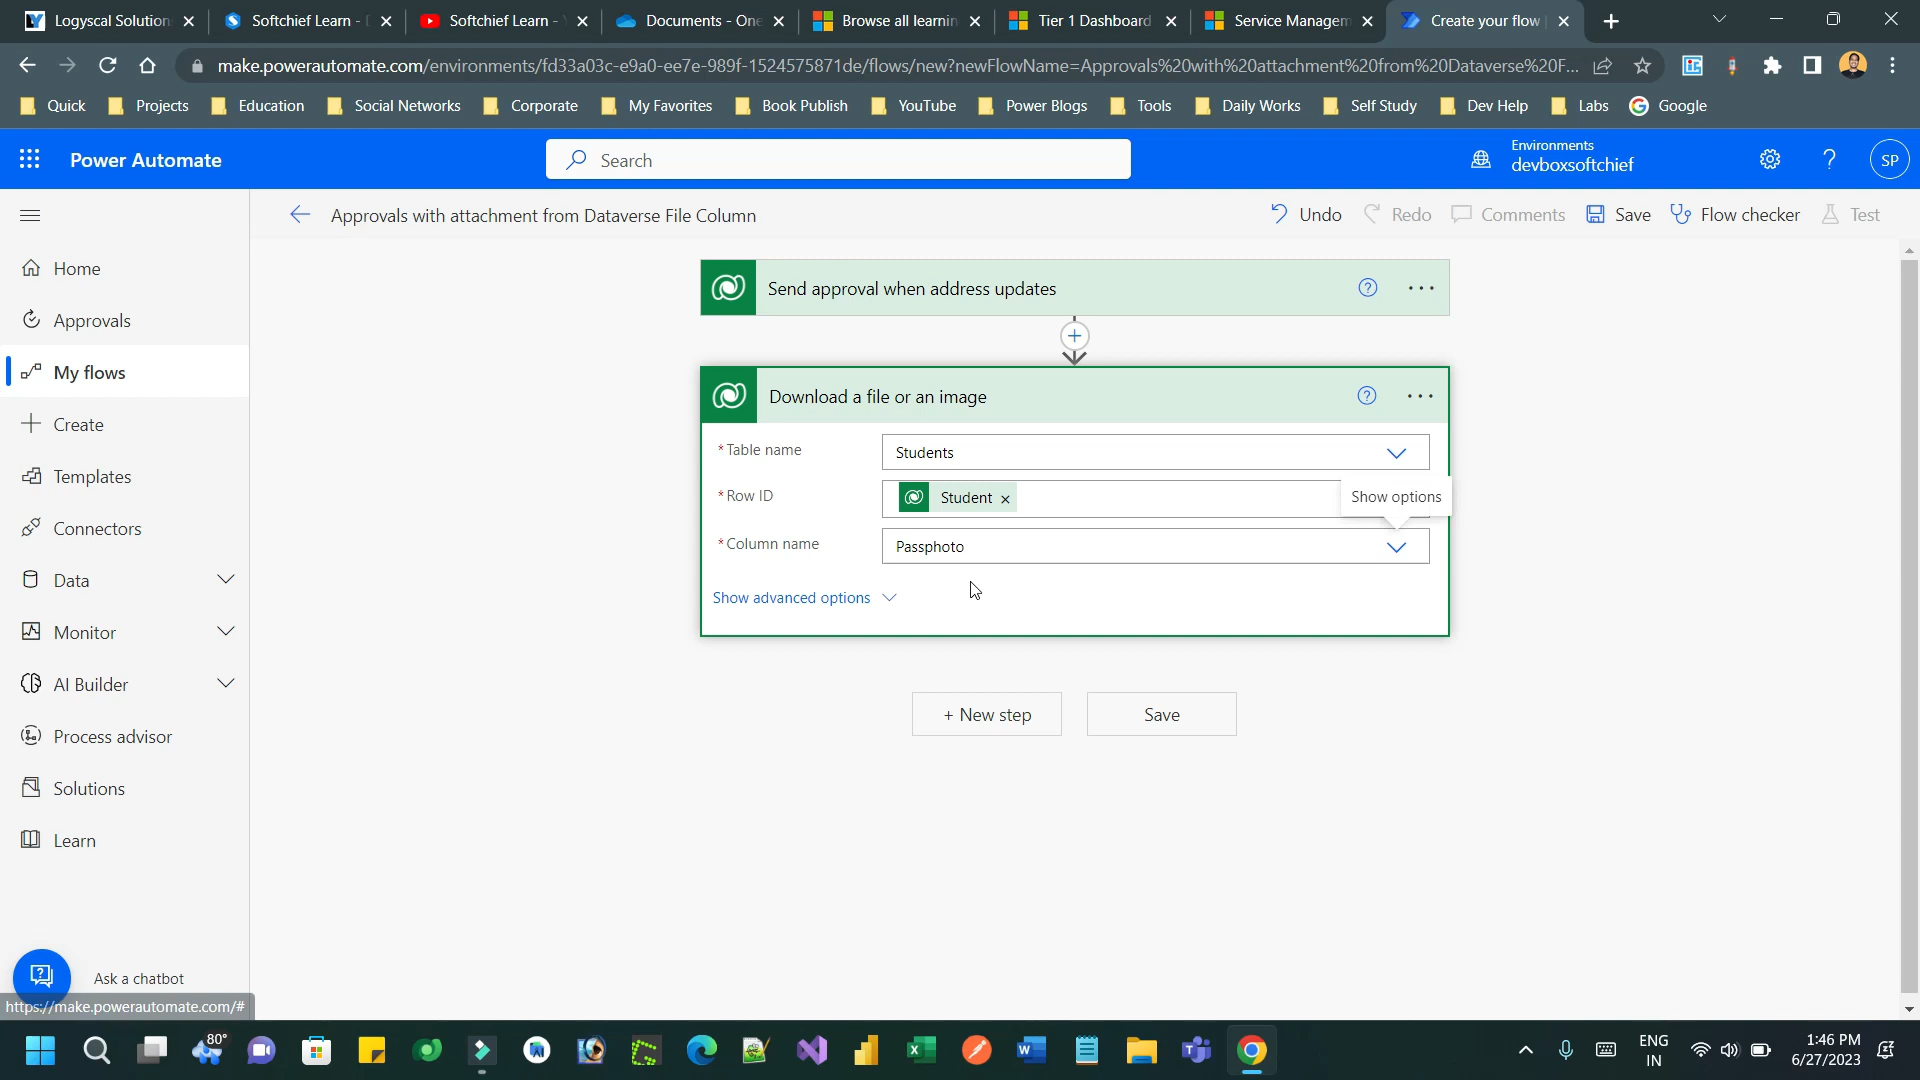 Logyscal Solution
Softchief Learn - D
Softchief Learn - Y
Documents - One
Browse all learnin
Tier 1 Dashboard
Service Managem
Create your flow
make.powerautomate.com/environments/fd33a03c-e9a0-ee7e-989f-1524575871de/flows/new?newFlowName=Approvals%20with%20attachment%20from%20Dataverse%20F...
Quick
Projects
Education
Social Networks
Corporate
My Favorites
Book Publish
YouTube
Power Blogs
Tools
Daily Works
Self Study
Dev Help
Labs
Google
Power Automate
Search
Environments
devboxsoftchief
?
SP
Approvals with attachment from Dataverse File Column
Undo
Redo
Comments
Save
Flow checker
Test
Home
Approvals
My flows
Create
Templates
Connectors
Data
Monitor
AI Builder
Process advisor
Solutions
Learn
Ask a chatbot
https://make.powerautomate.com/#
Send approval when address updates
Download a file or an image
* Table name
Students
* Row ID
Student
Show options
* Column name
Passphoto
Show advanced options
+ New step
Save
80°
ENG
IN
1:46 PM
6/27/2023